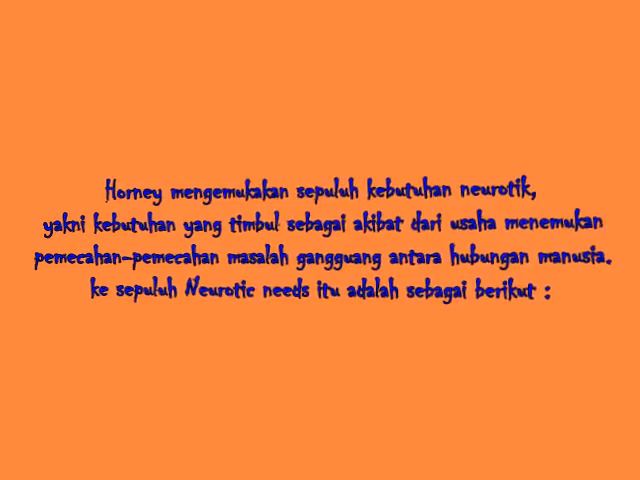 Horney mengemukakan sepuluh kebutuhan neurotik,
yakni kebutuhan yang timbul sebagai akibat dari usaha menemukan
pemecahan-pemecahan masalah gangguang antara hubungan manusia.
ke sepuluh Neurotic needs itu adalah sebagai berikut :